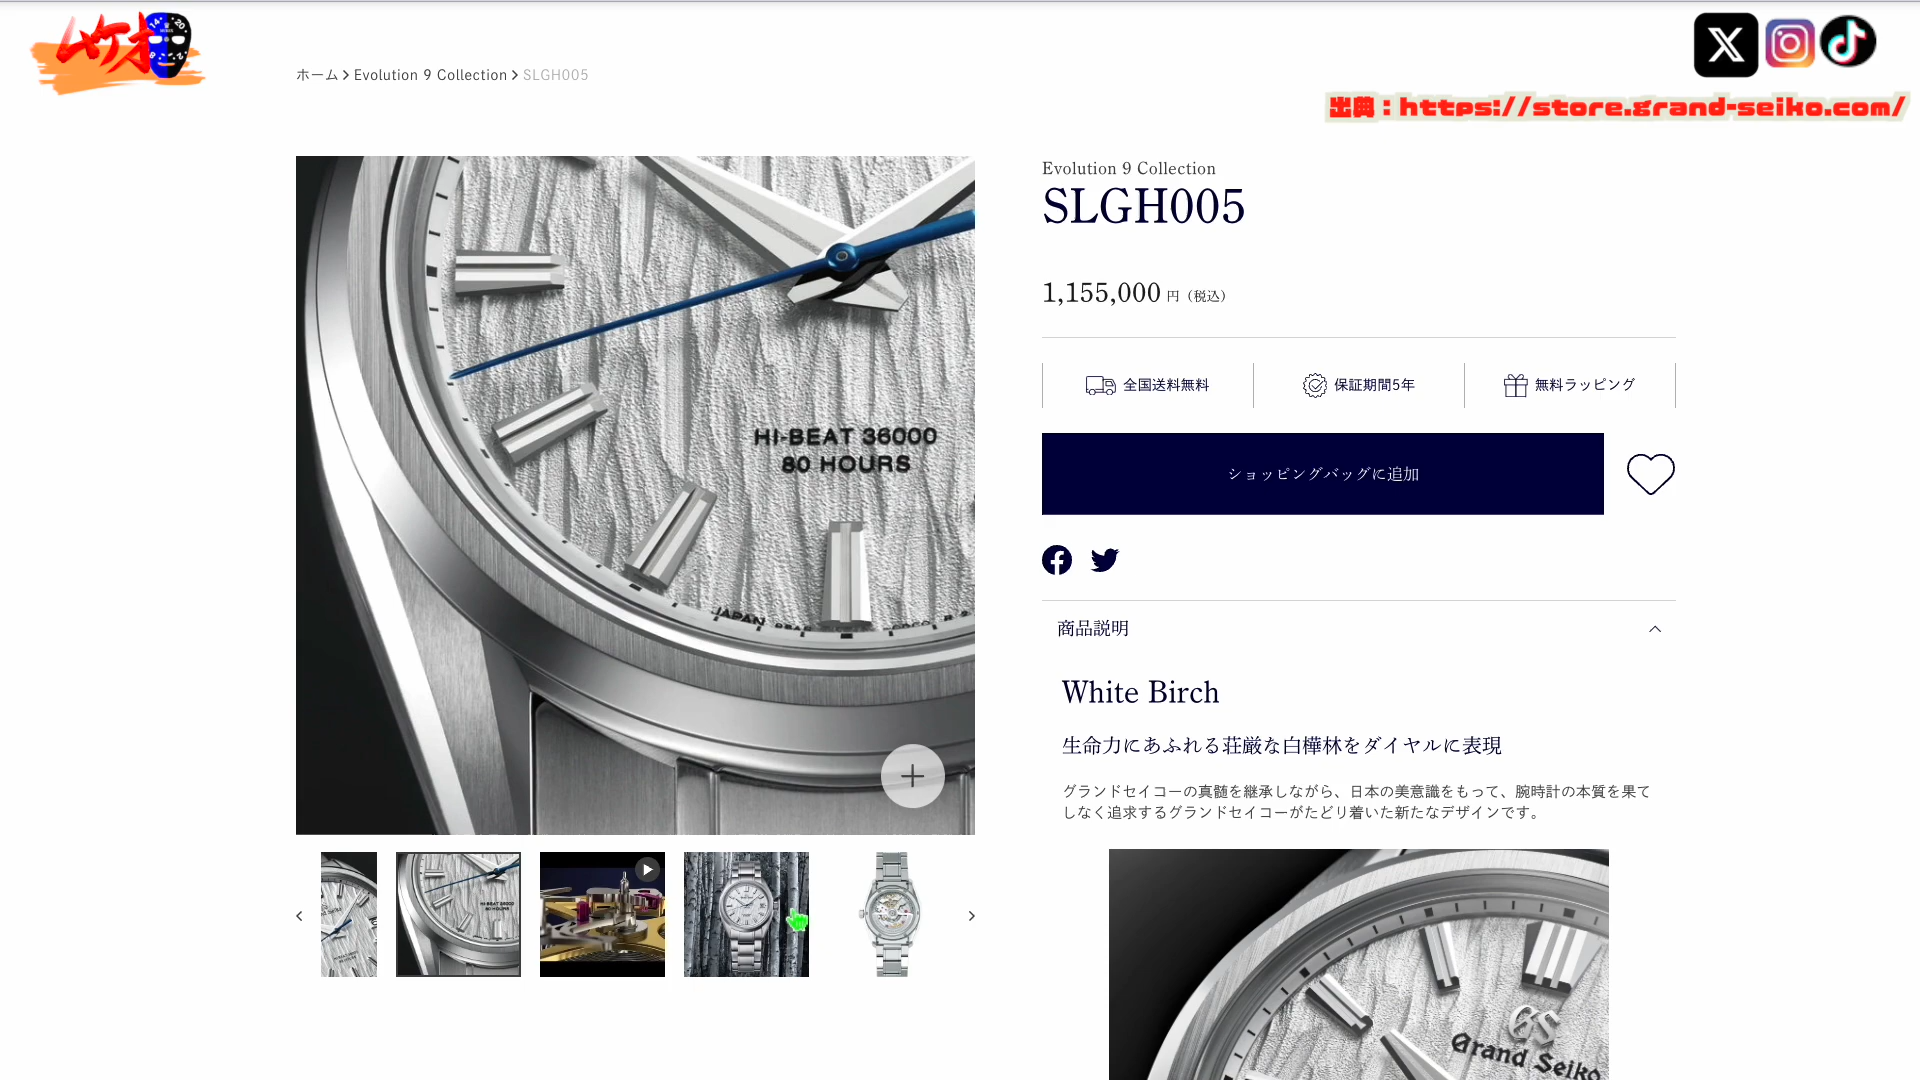 竹才
ホーム > Evolution 9 Collection > SLGH005
出典：https://store.grand-seiko.com/
Evolution 9 Collection
SLGH005
1,155,000 円（税込）
全国送料無料
保証期間5年
無料ラッピング
ショッピングバッグに追加
HI-BEAT 36000
80 HOURS
JAPAN
商品説明
White Birch
生命力にあふれる荘厳な白樺林をダイヤルに表現
グランドセイコーの真髄を継承しながら、日本の美意識をもって、腕時計の本質を果て
しなく追求するグランドセイコーがたどり着いた新たなデザインです。
GS
Grand Seiko